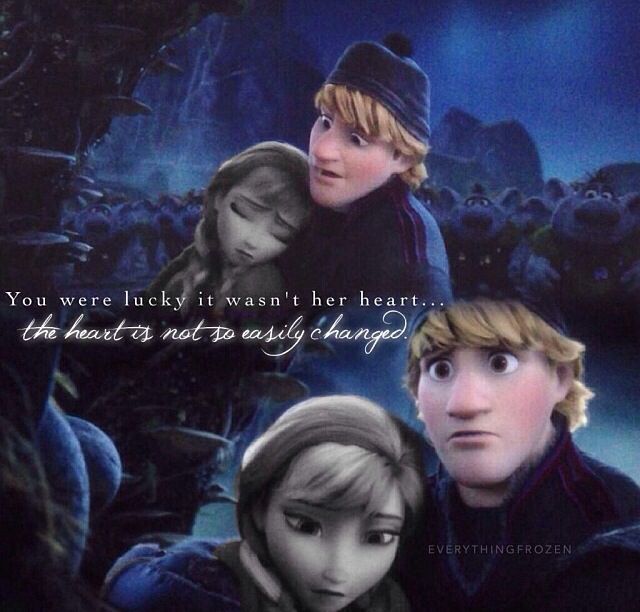 You were lucky it wasn't her heart...
the heart is not so easily changed.
EVERYTHINGFROZEN